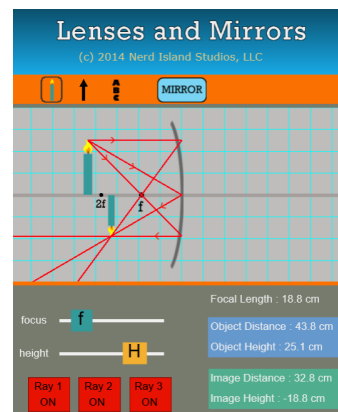 Lenses and Mirrors
(c) 2014 Nerd Island Studios, LLC
A
B
C
MIRROR
2f
f
Focal Length : 18.8 cm
focus
f
Object Distance : 43.8 cm
Object Height : 25.1 cm
height
H
Image Distance : 32.8 cm
Image Height : -18.8 cm
Ray 1
ON
Ray 2
ON
Ray 3
ON